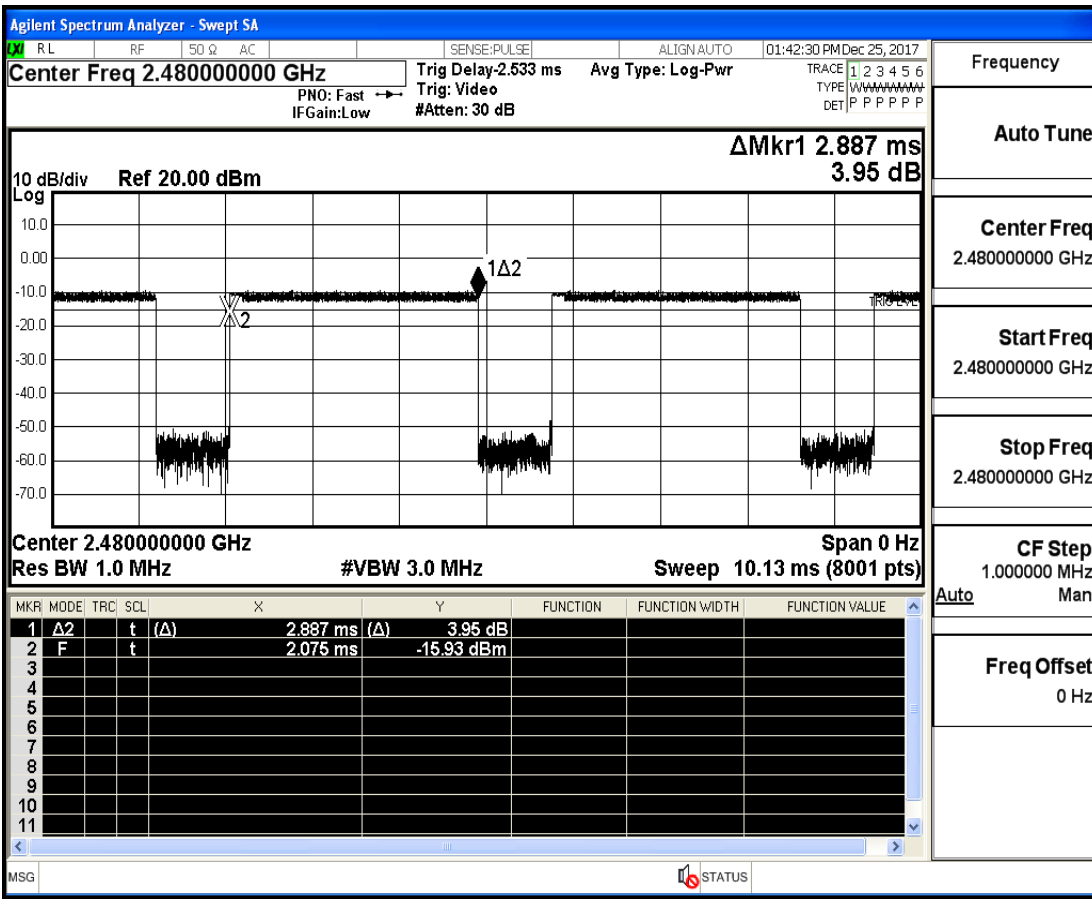 Agilent Spectrum Analyzer - Swept SA
LXI RL RF 50 Ω AC SENSE:PULSE ALIGN AUTO 01:42:30 PM Dec 25, 2017
Center Freq 2.480000000 GHz
PNO: Fast
IFGain:Low
Trig Delay-2.533 ms
Trig: Video
#Atten: 30 dB
Avg Type: Log-Pwr
TRACE 1 2 3 4 5 6
TYPE WWWWWW
DET P P P P P P
ΔMkr1 2.887 ms
3.95 dB
10 dB/div Ref 20.00 dBm
Log
10.0
0.00
-10.0
-20.0
-30.0
-40.0
-50.0
-60.0
-70.0
1Δ2
2
TRIG LVL
Center 2.480000000 GHz Span 0 Hz
Res BW 1.0 MHz #VBW 3.0 MHz Sweep 10.13 ms (8001 pts)
MKR MODE TRC SCL X Y FUNCTION FUNCTION WIDTH FUNCTION VALUE
1 Δ2 t (Δ) 2.887 ms (Δ) 3.95 dB
2 F t 2.075 ms -15.93 dBm
3
4
5
6
7
8
9
10
11
MSG STATUS
Frequency
Auto Tune
Center Freq
2.480000000 GHz
Start Freq
2.480000000 GHz
Stop Freq
2.480000000 GHz
CF Step
1.000000 MHz
Auto Man
Freq Offset
0 Hz